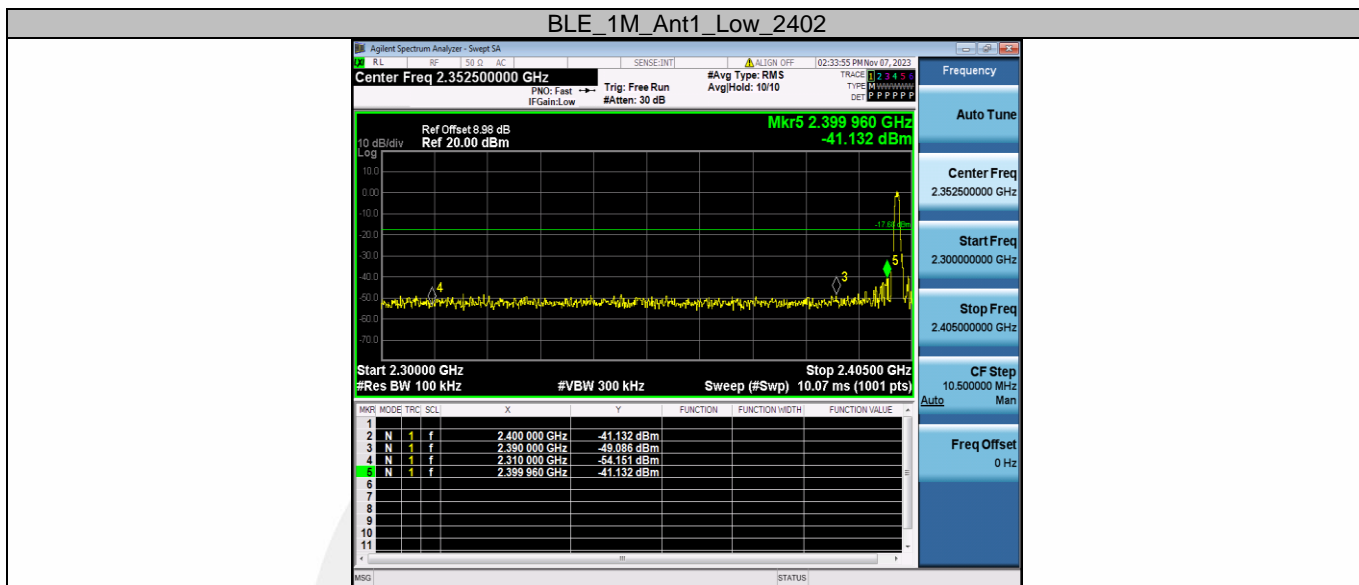 BLE_1M_Ant1_Low_2402
Agilent Spectrum Analyzer - Swept SA
RL RF 50 Ω AC SENSE:INT ALIGN OFF 02:33:55 PM Nov 07, 2023
Center Freq 2.352500000 GHz
PNO: Fast
IFGain:Low
Trig: Free Run
#Atten: 30 dB
#Avg Type: RMS
Avg|Hold: 10/10
TRACE 1 2 3 4 5 6
TYPE M WWWWW
DET P P P P P P
Frequency
Mkr5 2.399 960 GHz
-41.132 dBm
Ref Offset 8.98 dB
10 dB/div Ref 20.00 dBm
Log
10.0
0.00
-10.0
-17.68 dBm
-20.0
-30.0
5
-40.0
3
4
-50.0
-60.0
-70.0
Start 2.30000 GHz Stop 2.40500 GHz
#Res BW 100 kHz #VBW 300 kHz Sweep (#Swp) 10.07 ms (1001 pts)
MKR MODE TRC SCL X Y FUNCTION FUNCTION WIDTH FUNCTION VALUE
1
2 N 1 f 2.400 000 GHz -41.132 dBm
3 N 1 f 2.390 000 GHz -49.086 dBm
4 N 1 f 2.310 000 GHz -54.151 dBm
5 N 1 f 2.399 960 GHz -41.132 dBm
6
7
8
9
10
11
MSG STATUS
Auto Tune
Center Freq
2.352500000 GHz
Start Freq
2.300000000 GHz
Stop Freq
2.405000000 GHz
CF Step
10.500000 MHz
Auto Man
Freq Offset
0 Hz